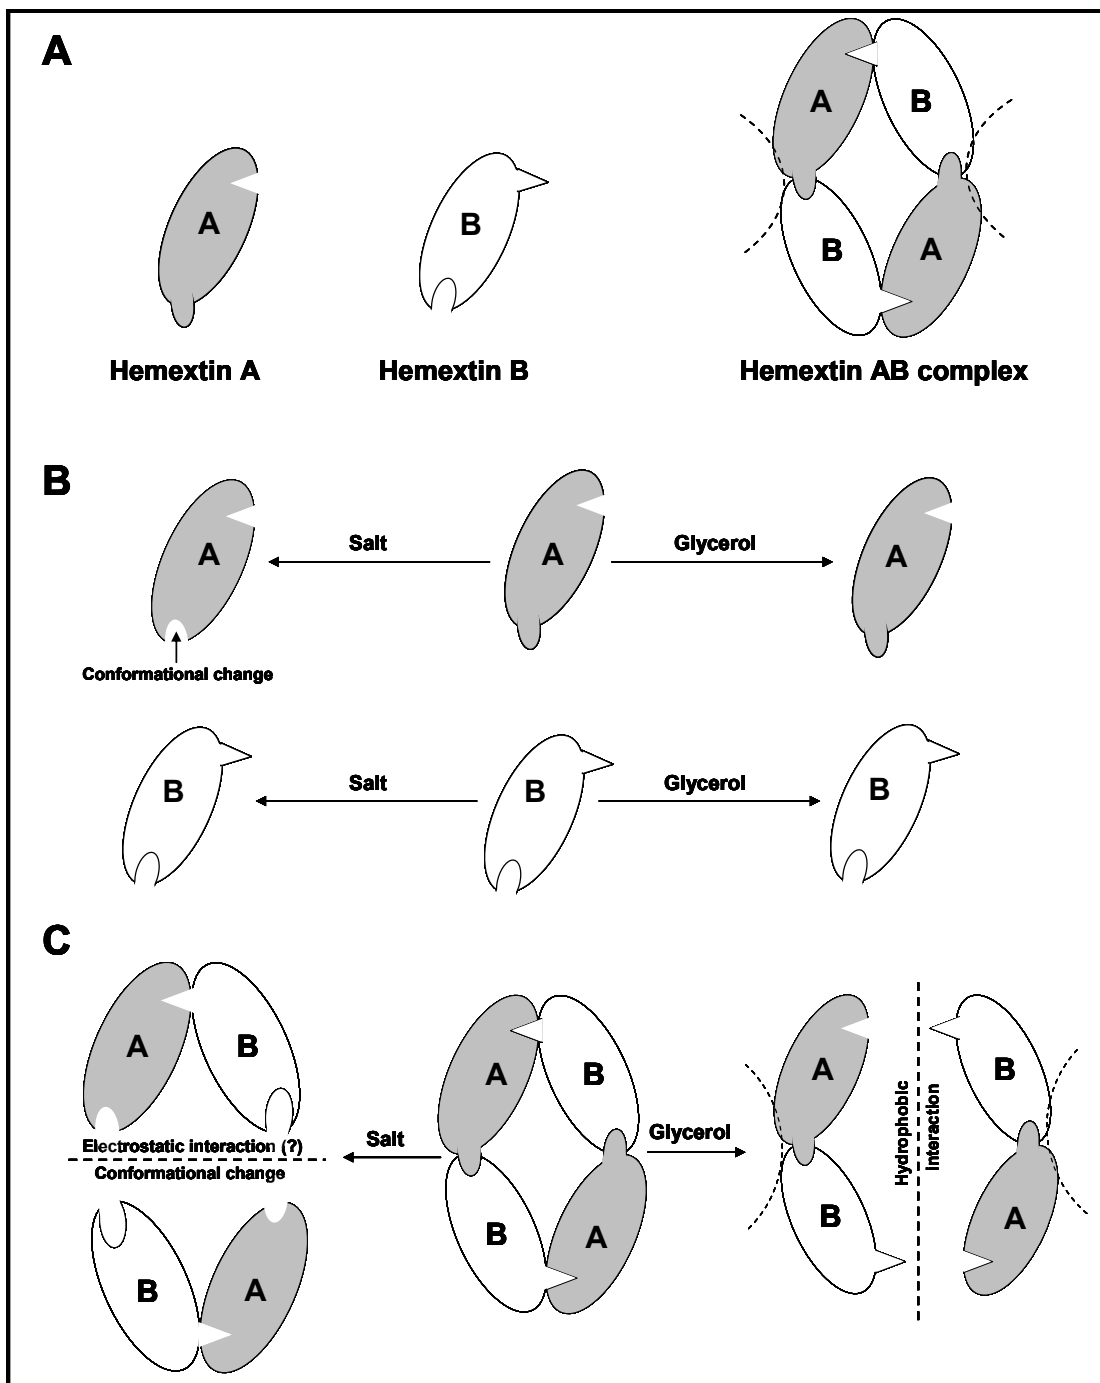 A
A
B
A
B
B
A
Hemextin A
Hemextin B
Hemextin AB complex
B
A
Salt
A
Glycerol
A
Conformational change
B
Salt
B
Glycerol
B
C
A
B
Electrostatic interaction (?)
Conformational change
B
A
Salt
A
B
B
A
Glycerol
A
B
Hydrophobic
interaction
B
A